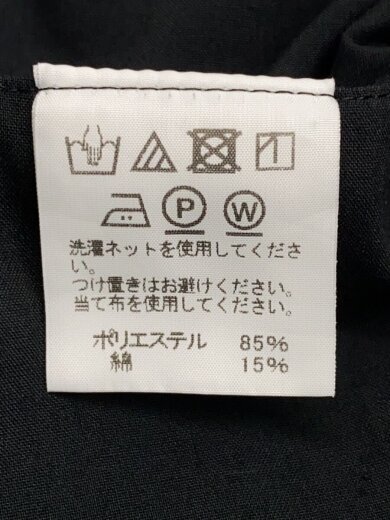 P W
洗濯ネットを使用してくださ
い。
つけ置きはお避けください。
当て布を使用してください。
ポリエステル 85%
綿 15%